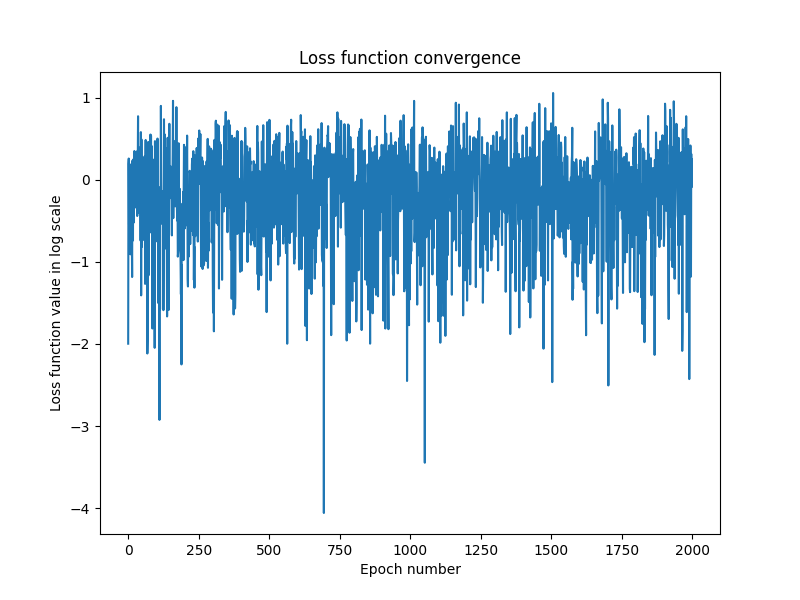 Loss function convergence
Loss function value in log scale
1
0
−1
−2
−3
−4
0 250 500 750 1000 1250 1500 1750 2000
Epoch number